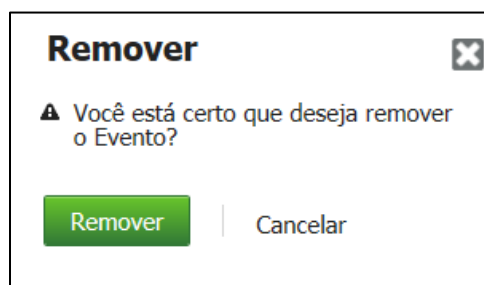 Remover
Você está certo que deseja remover
o Evento?
Remover
Cancelar